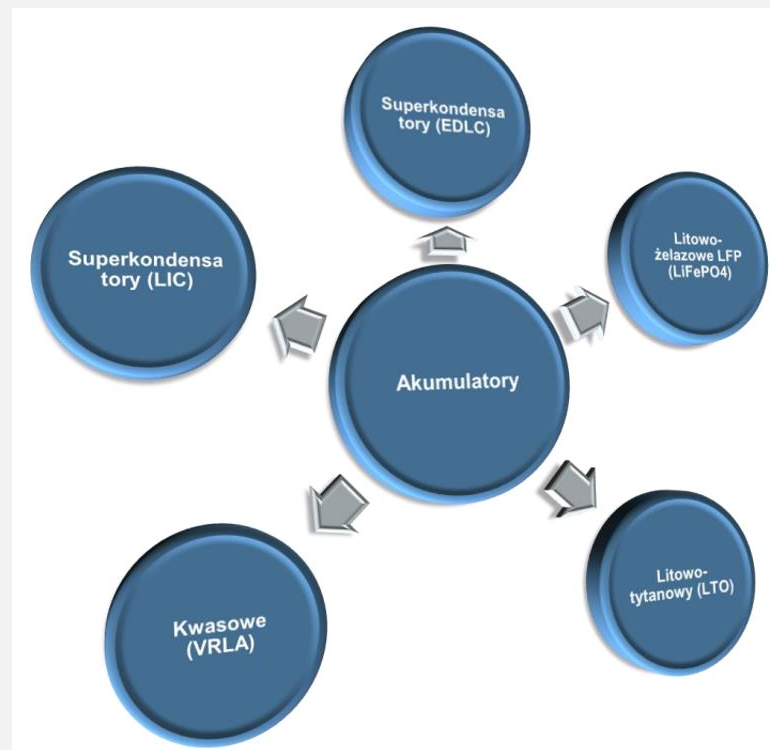 Superkondensa
tory (EDLC)
Litowo-
żelazowe LFP
(LiFePO4)
Superkondensa
tory (LIC)
Akumulatory
Litowo-
tytanowy (LTO)
Kwasowe
(VRLA)